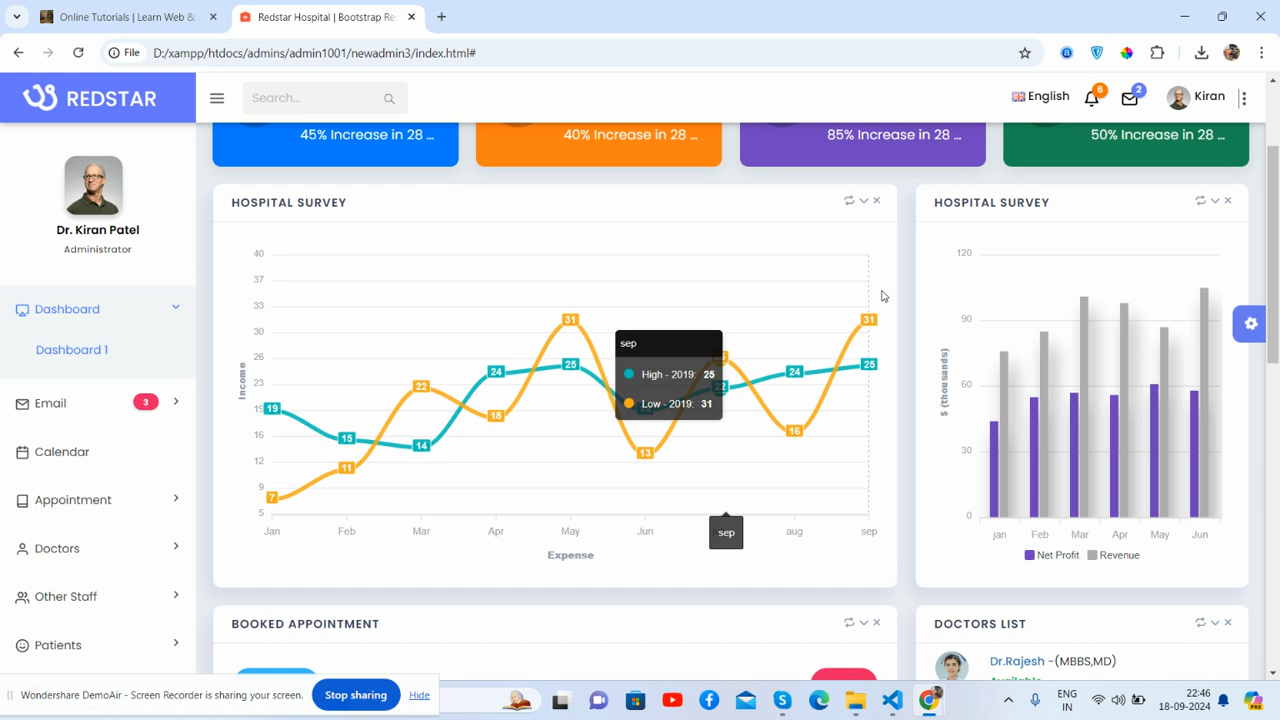 Online Tutorials | Learn Web &
Redstar Hospital | Bootstrap Re
File
D:/xampp/htdocs/admins/admin1001/newadmin3/index.html#
REDSTAR
Search...
English
6
2
Kiran
45% Increase in 28 ...
40% Increase in 28 ...
85% Increase in 28 ...
50% Increase in 28 ...
Dr. Kiran Patel
Administrator
Dashboard
Dashboard 1
Email
3
Calendar
Appointment
Doctors
Other Staff
Patients
HOSPITAL SURVEY
40
37
33
30
26
23
19
16
12
9
5
Income
19
15
14
24
25
22
24
25
7
11
22
18
31
13
16
31
sep
High - 2019: 25
Low - 2019: 31
Jan
Feb
Mar
Apr
May
Jun
aug
sep
sep
Expense
HOSPITAL SURVEY
120
90
60
30
0
$ (thousands)
jan
Feb
Mar
Apr
May
Jun
Net Profit
Revenue
BOOKED APPOINTMENT
DOCTORS LIST
Dr.Rajesh -(MBBS,MD)
Available
Wondershare DemoAir - Screen Recorder is sharing your screen.
Stop sharing
Hide
ENG
IN
22:46
18-09-2024